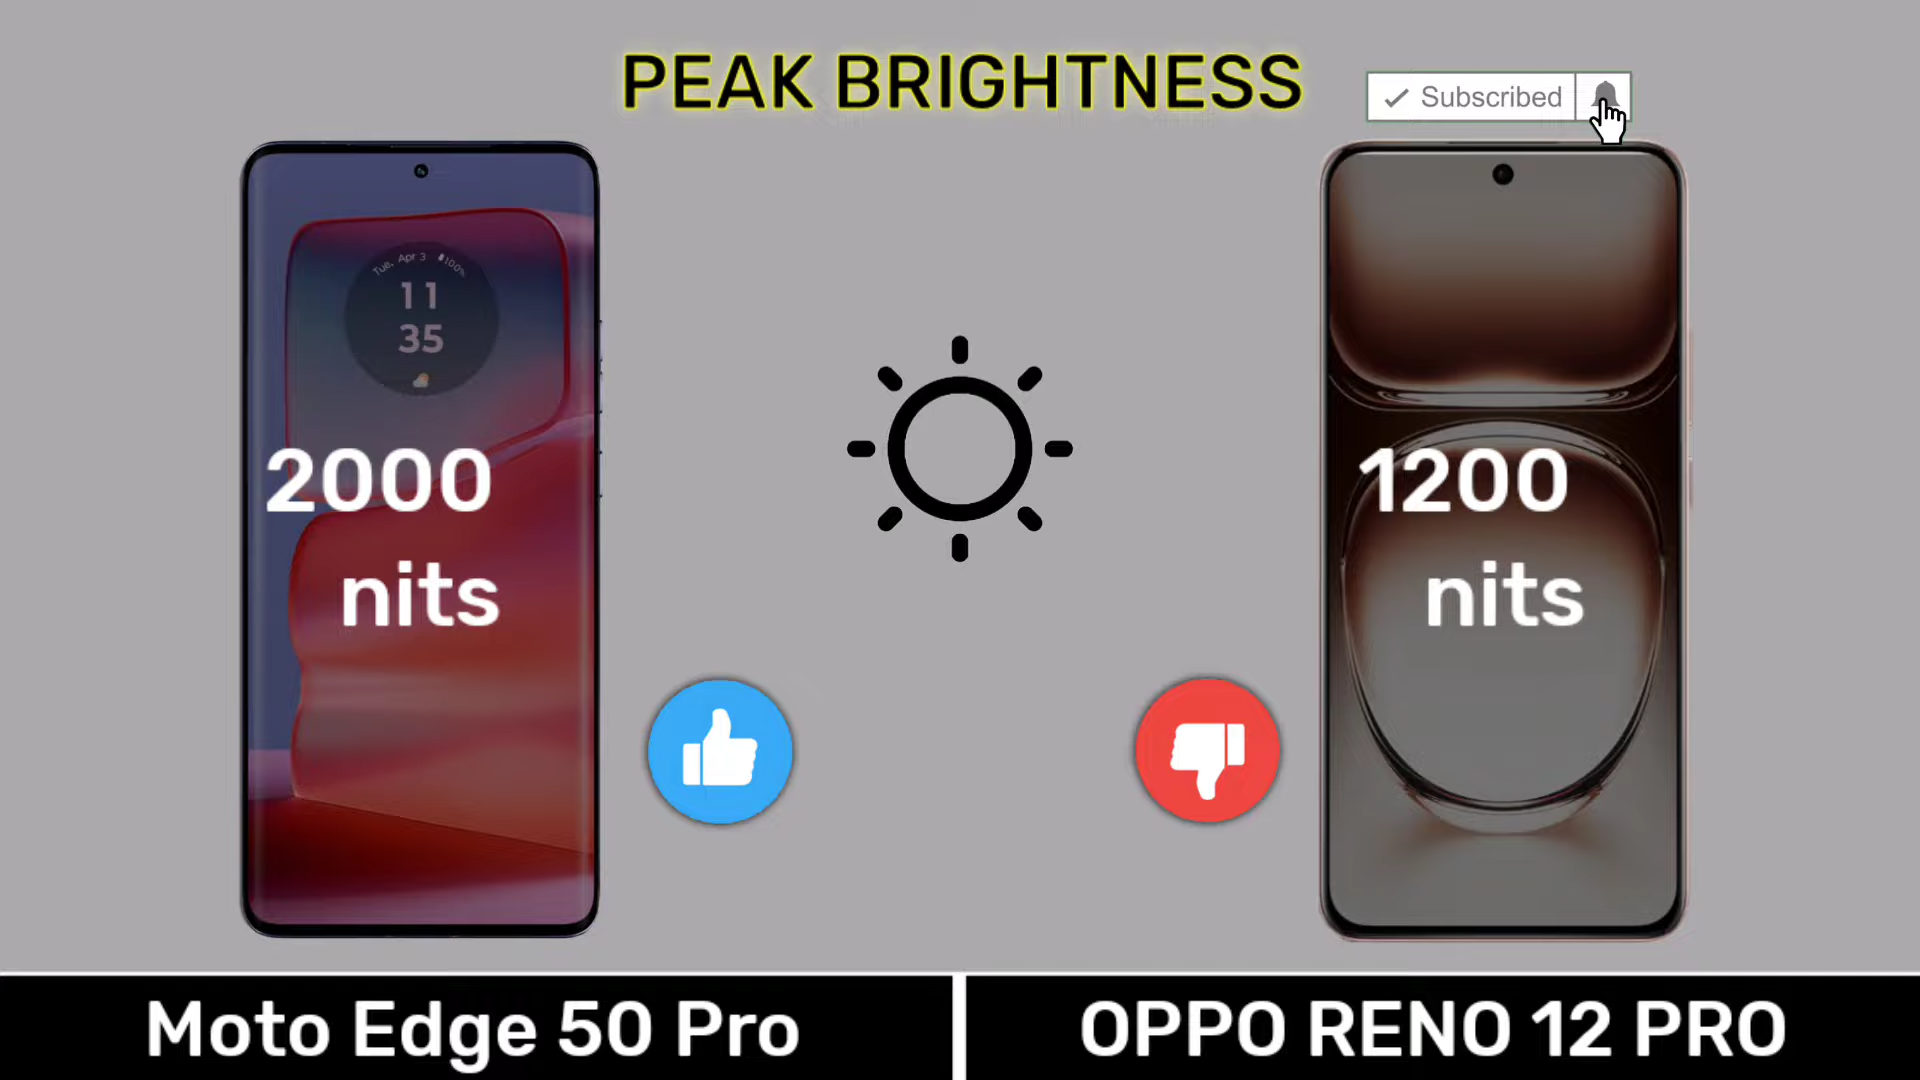 PEAK BRIGHTNESS
Subscribed
Tue, Apr 3 100%
11
35
2000
nits
1200
nits
Moto Edge 50 Pro
OPPO RENO 12 PRO